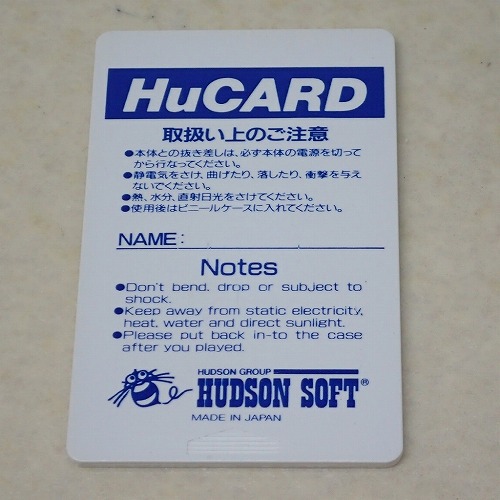 HuCARD
取扱い上のご注意
●本体との抜き差しは、必ず本体の電源を切って
から行なってください。
●静電気をさけ、曲げたり、落したり、衝撃を与え
ないでください。
●熱、水分、直射日光をさけてください。
●使用後はビニールケースに入れてください。
NAME:
Notes
●Don't bend, drop or subject to
shock.
●Keep away from static electricity,
heat, water and direct sunlight.
●Please put back in-to the case
after you played.
HUDSON GROUP
HUDSON SOFT®
MADE IN JAPAN